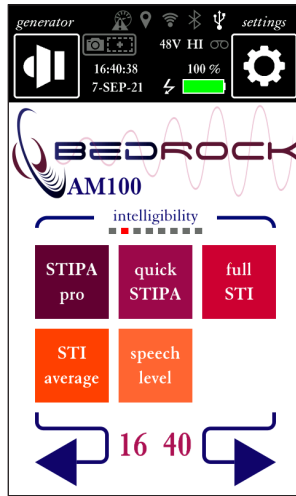 generator
settings
48V HI
16:40:38
100 %
7-SEP-21
BEDROCK
AM100
intelligibility
STIPA
pro
quick
STIPA
full
STI
STI
average
speech
level
16 40